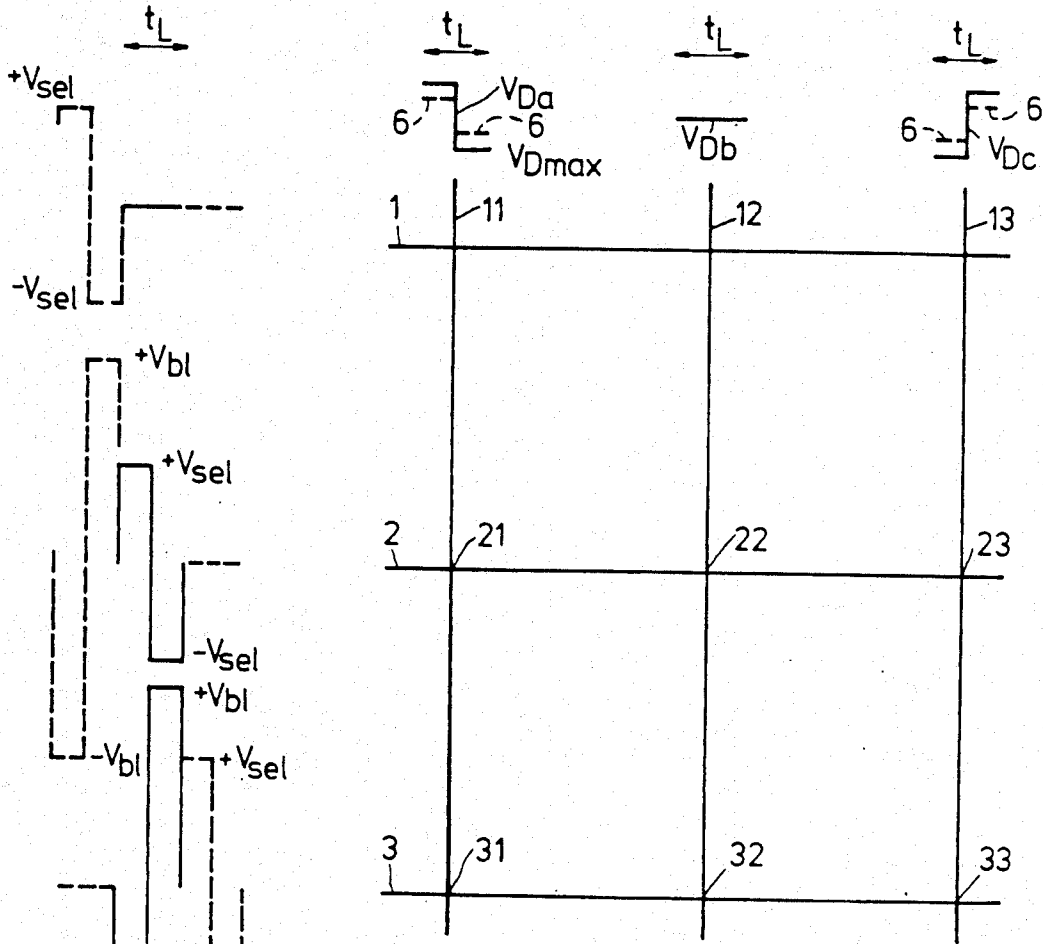 t_L t_L t_L t_L
+V_sel
V_Da
6 6
V_Dmax
V_Db
6
6
V_Dc
1 11 12 13
-V_sel
+V_bl
+V_sel
2 21 22 23
-V_sel
+V_bl
-V_bl +V_sel
3 31 32 33